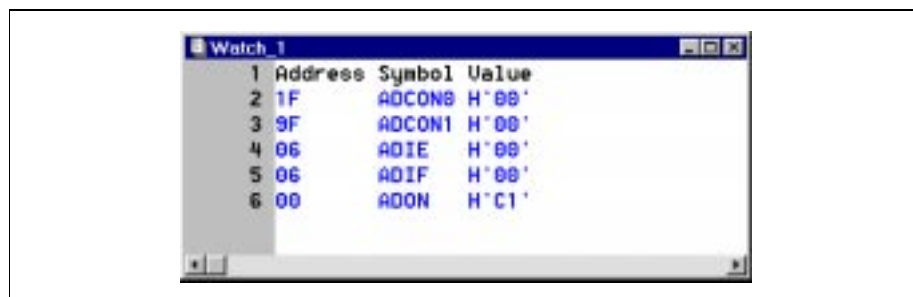 Watch_1
1 Address Symbol Value
2 1F ADCON0 H'00'
3 9F ADCON1 H'00'
4 06 ADIE H'00'
5 06 ADIF H'00'
6 00 ADON H'C1'